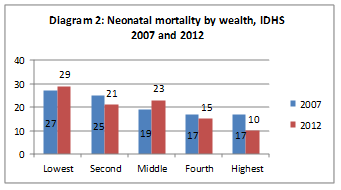 Diagram 2: Neonatal mortality by wealth, IDHS
2007 and 2012
40
30
20
10
0
27
29
25
21
19
23
17
15
17
10
Lowest
Second
Middle
Fourth
Highest
2007
2012